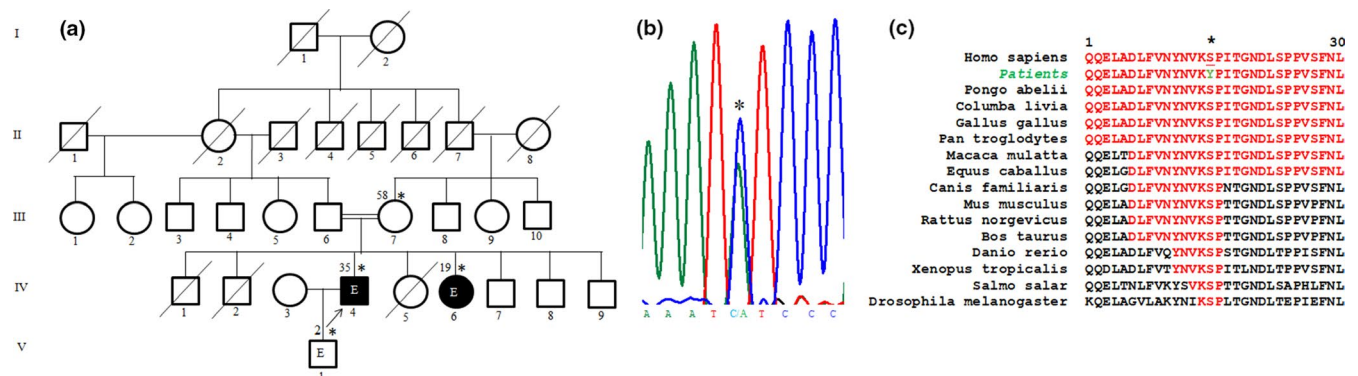 (a)
I
1 2
II
1 2 3 4 5 6 7 8
58 *
III
1 2 3 4 5 6 7 8 9 10
35 * 19 *
E E
IV
1 2 3 4 5 6 7 8 9
2 *
E
V
1
(b)
*
A A A T C A T C C C
(c)
*
1 30
Homo sapiens QQELADLFVNYNVKSPITGNDLSPPVSFNL
Patients QQELADLFVNYNVKYPITGNDLSPPVSFNL
Pongo abelii QQELADLFVNYNVKSPITGNDLSPPVSFNL
Columba livia QQELADLFVNYNVKSPITGNDLSPPVSFNL
Gallus gallus QQELADLFVNYNVKSPITGNDLSPPVSFNL
Pan troglodytes QQELADLFVNYNVKSPITGNDLSPPVSFNL
Macaca mulatta QQELTDLFVNYNVKSPITGNDLSPPVSFNL
Equus caballus QQELGDLFVNYNVKSPITGNDLSPPVSFNL
Canis familiaris QQELGDLFVNYNVKSPNTGNDLSPPVSFNL
Mus musculus QQELADLFVNYNVKSPTTGNDLSPPVPFNL
Rattus norgevicus QQELADLFVNYNVKSPTTGNDLSPPVPFNL
Bos taurus QQELADLFVNYNVKSPTTGNDLSPPVSFNL
Danio rerio QQELADLFVQYNVKSPTSGNDLTPPISFNL
Xenopus tropicalis QQDLADLFVTYNVKSPITLNDLTPPVSFNL
Salmo salar QQELTNLFVKYSVKSPTTGNDLSAPHLFNL
Drosophila melanogaster KQELAGVLAKYNIKSPLTGNDLTEPIEFNL